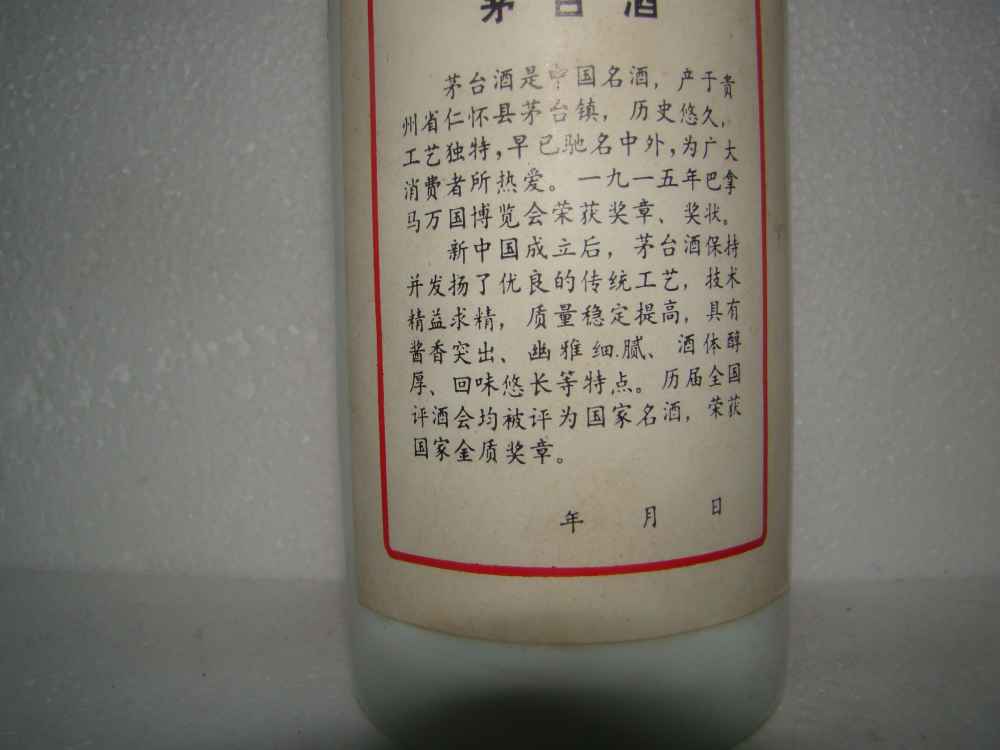 茅台酒
茅台酒是中国名酒，产于贵
州省仁怀县茅台镇，历史悠久，
工艺独特，早已驰名中外，为广大
消费者所热爱。一九一五年巴拿
马万国博览会荣获奖章、奖状。
新中国成立后，茅台酒保持
并发扬了优良的传统工艺，技术
精益求精，质量稳定提高，具有
酱香突出、幽雅细腻、酒体醇
厚、回味悠长等特点。历届全国
评酒会均被评为国家名酒，荣获
国家金质奖章。
年 月 日